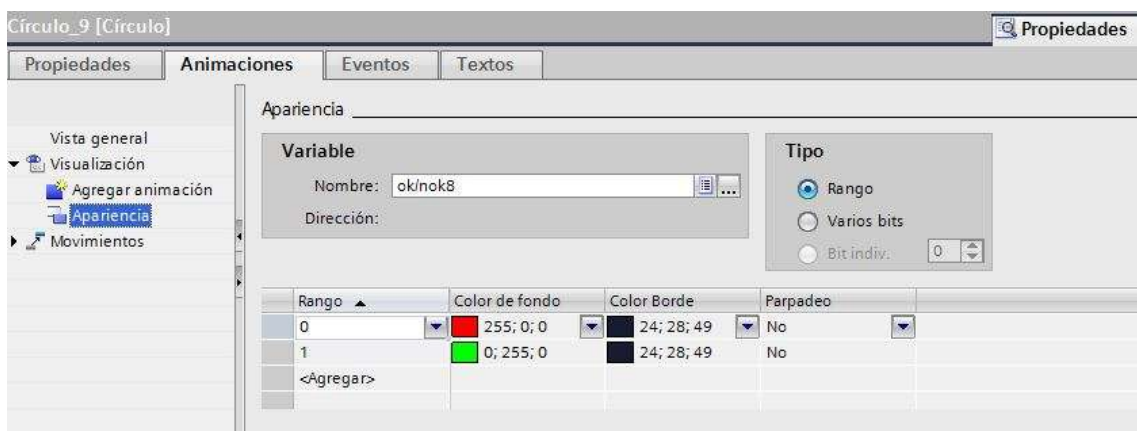 Círculo_9 [Círculo]
Propiedades
Propiedades Animaciones Eventos Textos
Vista general
Visualización
Agregar animación
Apariencia
Movimientos
Apariencia
Variable
Nombre: ok/nok8
...
Dirección:
Tipo
Rango
Varios bits
Bit indiv. 0
Rango Color de fondo Color Borde Parpadeo
0 255; 0; 0 24; 28; 49 No
1 0; 255; 0 24; 28; 49 No
<Agregar>